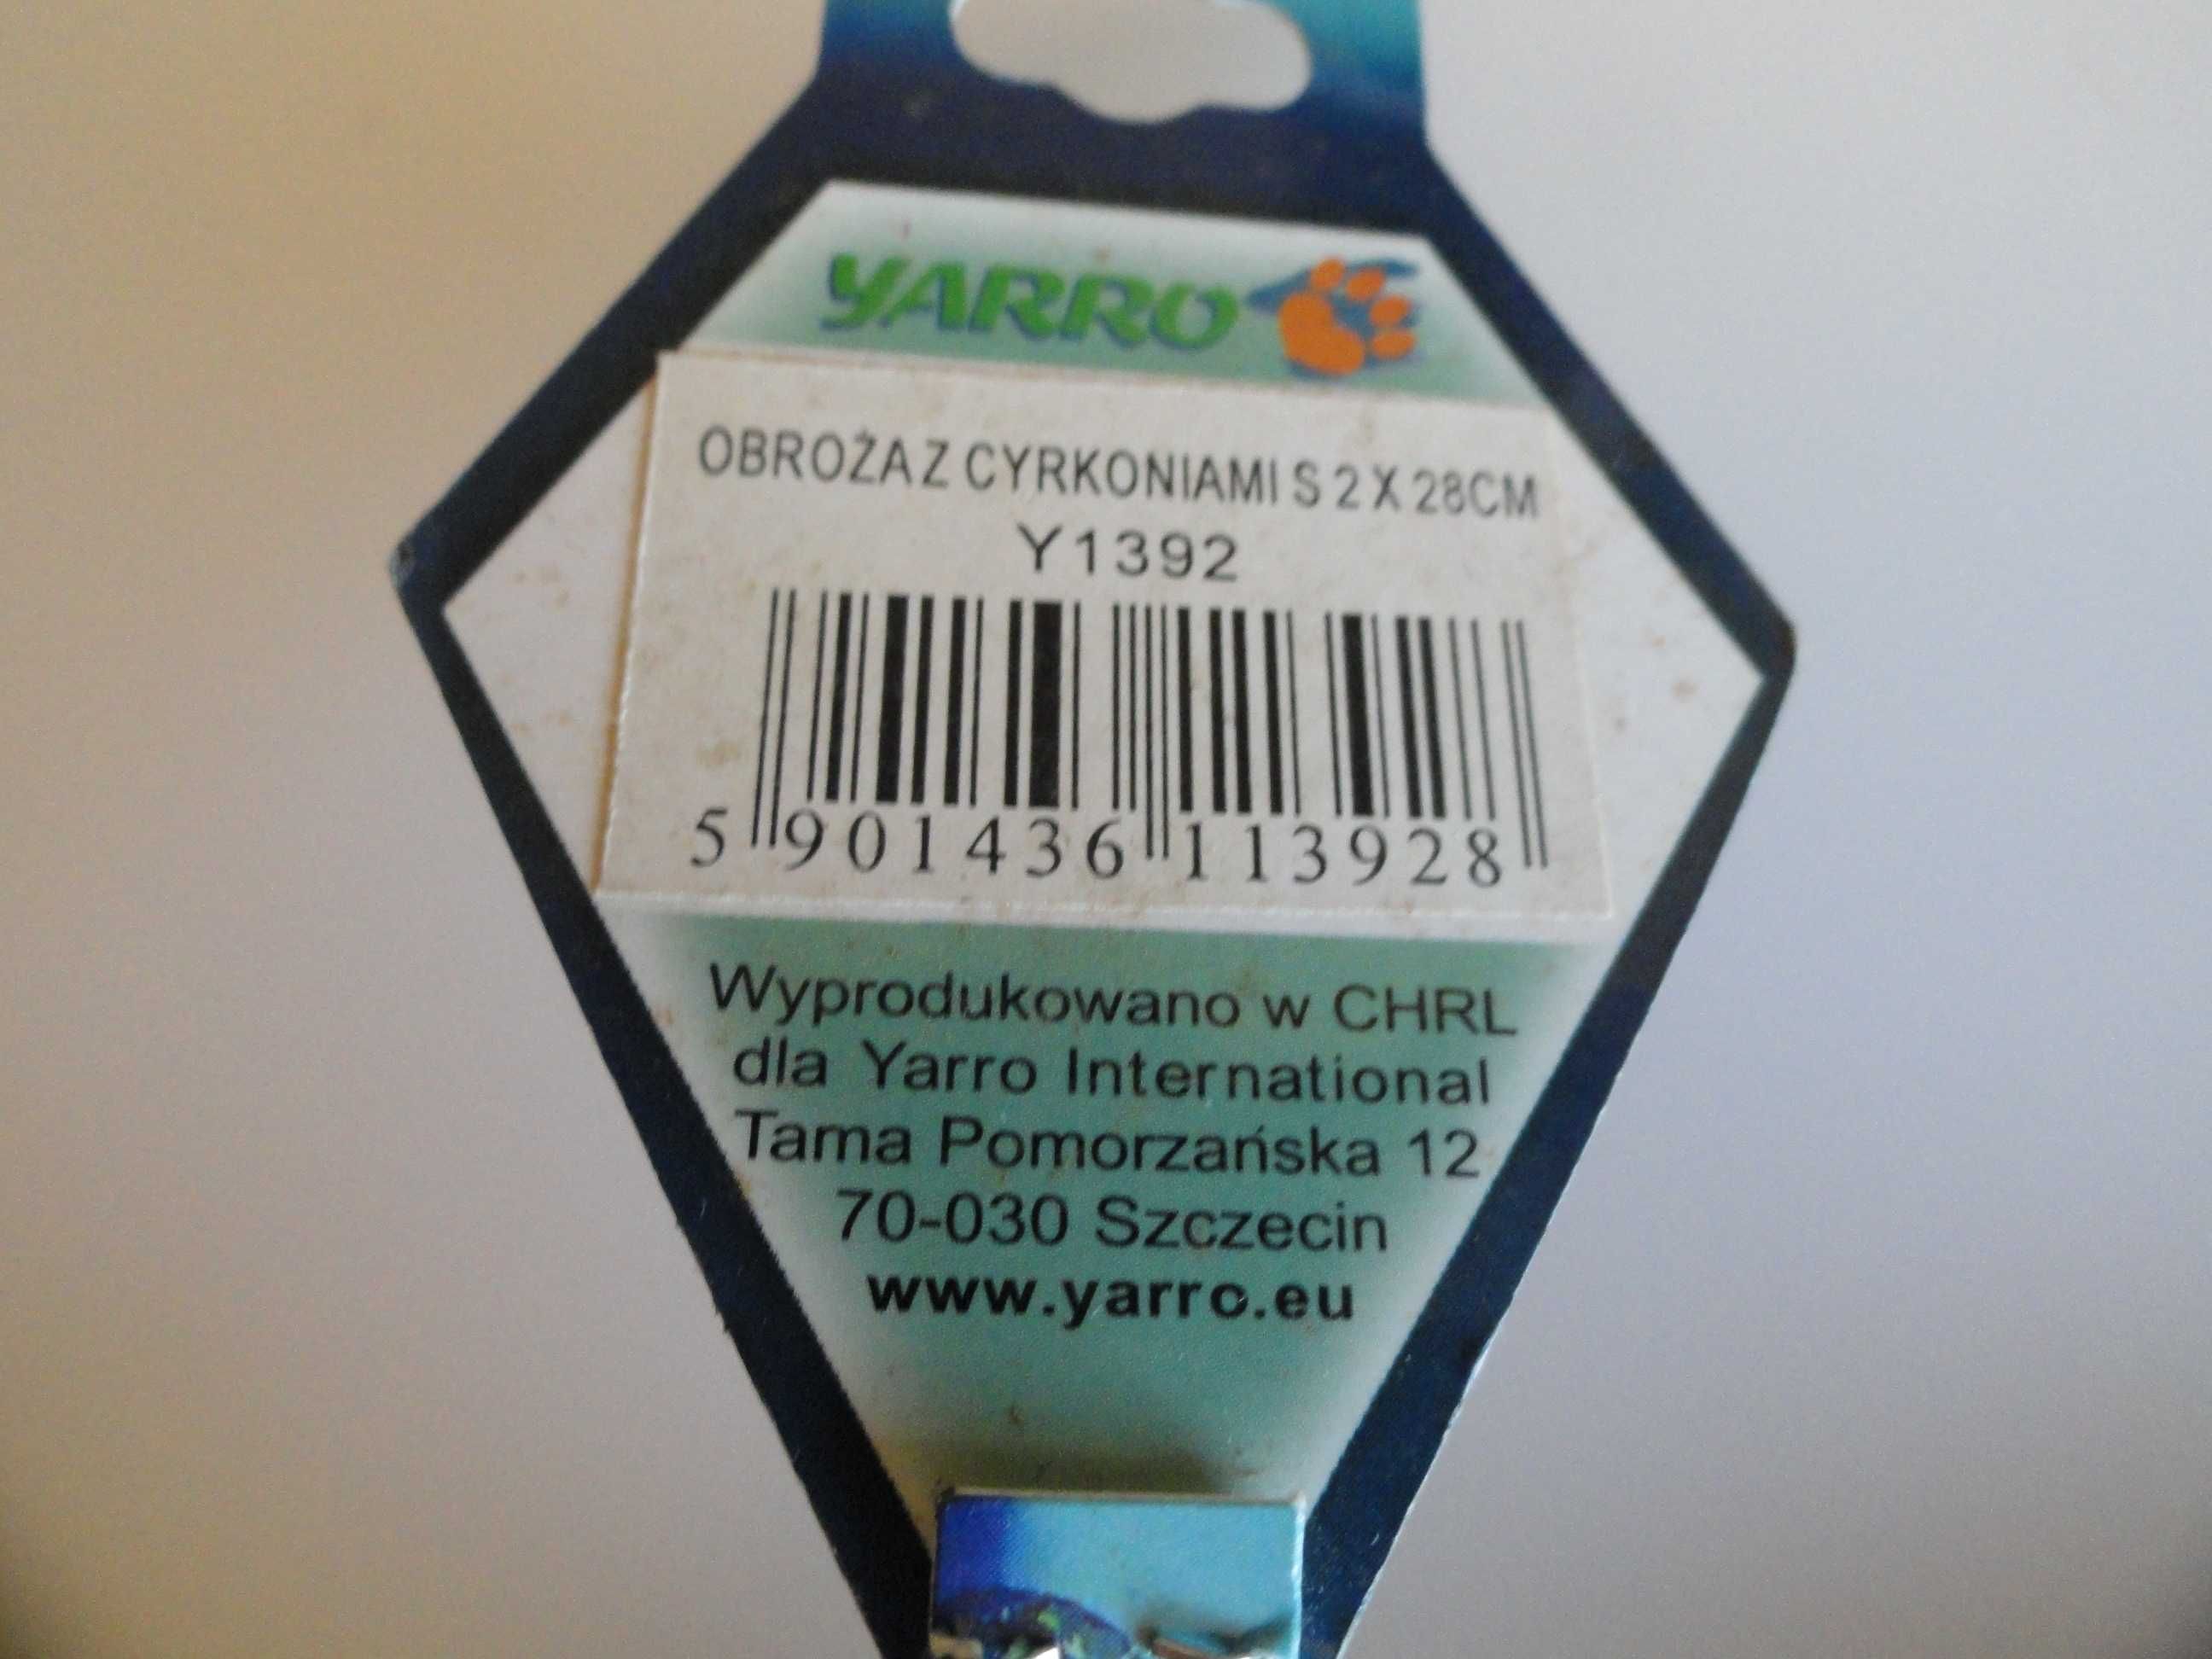 YARRO
OBROŻA Z CYRKONIAMI S 2 X 28CM
Y1392
5 901436 113928
Wyprodukowano w CHRL
dla Yarro International
Tama Pomorzańska 12
70-030 Szczecin
www.yarro.eu